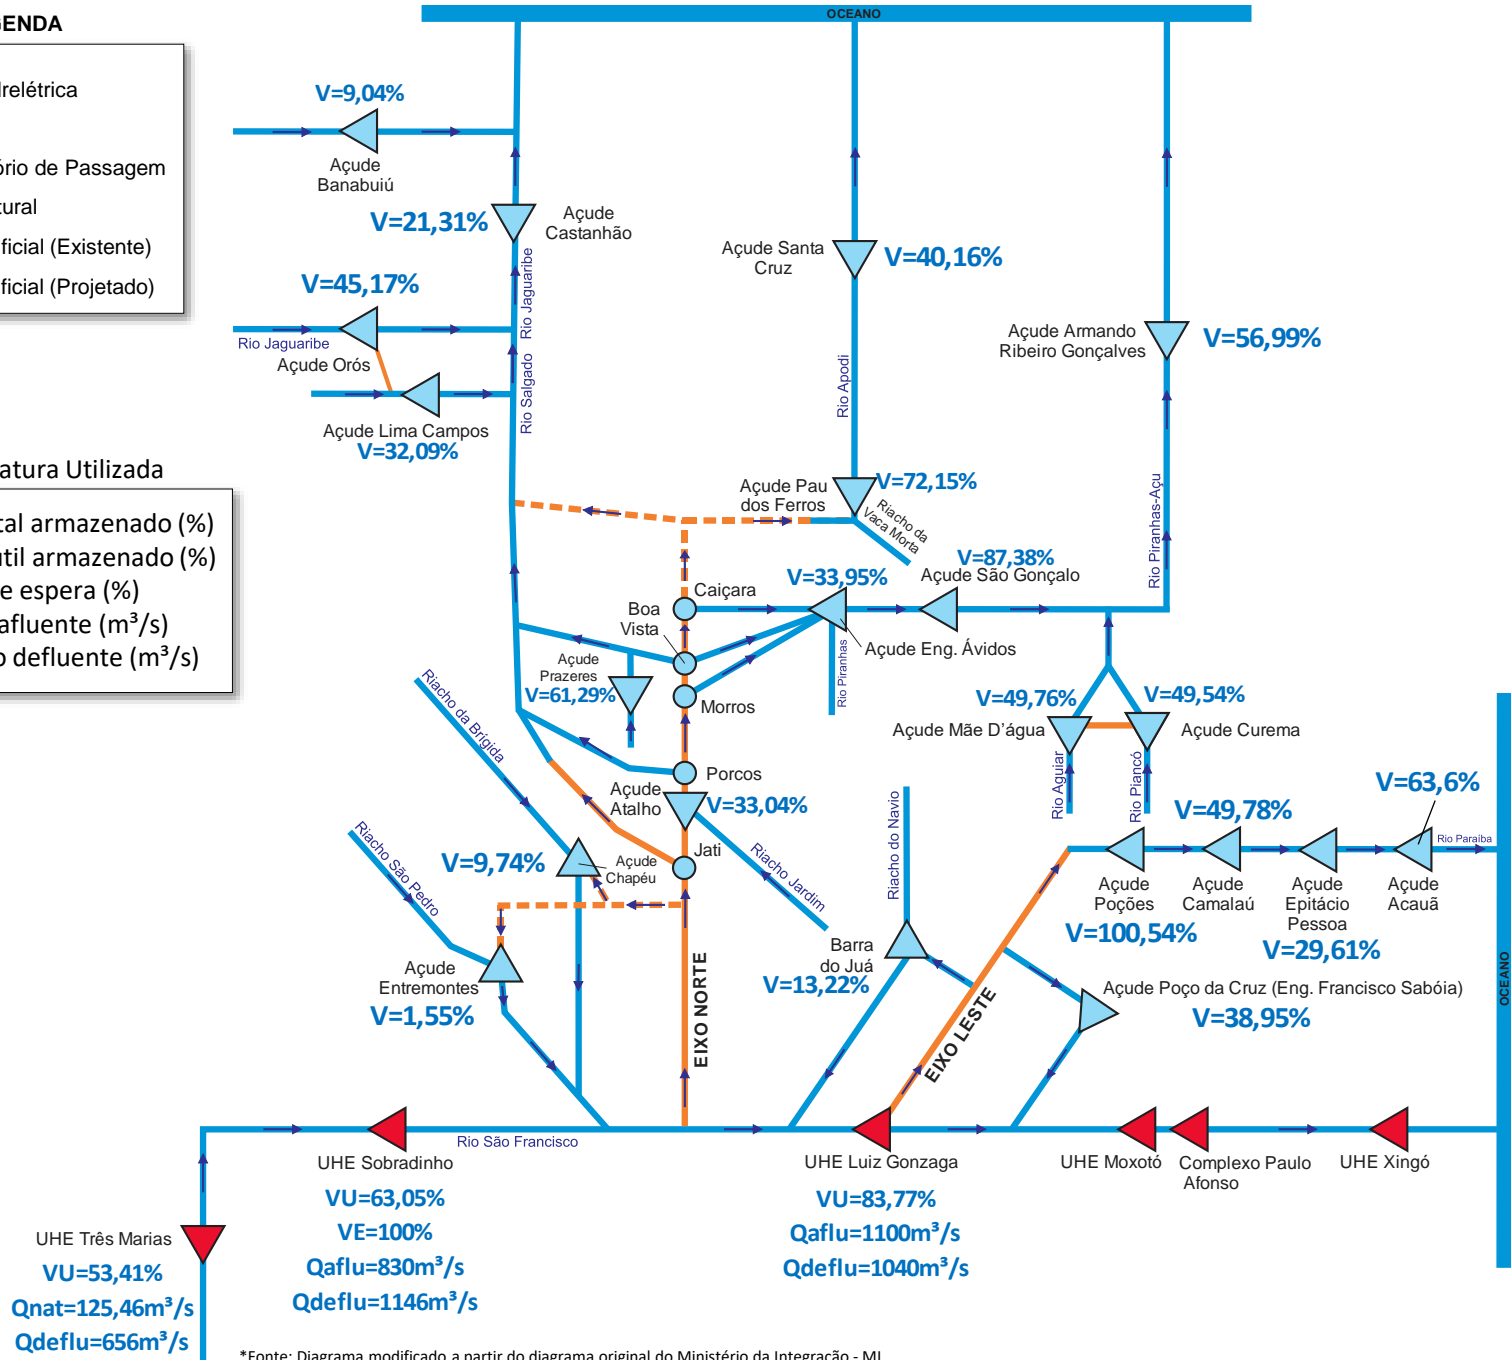 OCEANO
GENDA
drelétrica
ório de Passagem
tural
ificial (Existente)
ificial (Projetado)
V=9,04%
Açude
Banabuiú
V=21,31%
Açude
Castanhão
Rio Jaguaribe
V=45,17%
Rio Jaguaribe
Açude Orós
Rio Salgado
Açude Lima Campos
V=32,09%
Açude Santa
Cruz
V=40,16%
Rio Apodi
Açude Armando
Ribeiro Gonçalves
V=56,99%
Rio Piranhas-Açu
atura Utilizada
tal armazenado (%)
útil armazenado (%)
e espera (%)
afluente (m³/s)
o defluente (m³/s)
Açude Pau
dos Ferros
V=72,15%
Riacho da
Vaca Morta
V=87,38%
Açude São Gonçalo
V=33,95%
Açude Eng. Ávidos
Rio Piranhas
Caiçara
Boa
Vista
Morros
Açude
Prazeres
V=61,29%
Porcos
Açude
Atalho
V=33,04%
Jati
Riacho Jardim
Riacho da Brigida
Riacho São Pedro
V=9,74%
Açude
Chapéu
Açude
Entremontes
V=1,55%
EIXO NORTE
V=49,76%
Açude Mãe D'água
V=49,54%
Açude Curema
Rio Aguiar
Rio Piancó
V=63,6%
V=49,78%
Rio Paraiba
Açude
Poções
V=100,54%
Açude
Camalaú
Açude
Epitácio
Pessoa
V=29,61%
Açude
Acauã
Riacho do Navio
Barra
do Juá
V=13,22%
EIXO LESTE
Açude Poço da Cruz (Eng. Francisco Sabóia)
V=38,95%
OCEANO
Rio São Francisco
UHE Sobradinho
VU=63,05%
VE=100%
Qaflu=830m³/s
Qdeflu=1146m³/s
UHE Luiz Gonzaga
VU=83,77%
Qaflu=1100m³/s
Qdeflu=1040m³/s
UHE Moxotó
Complexo Paulo
Afonso
UHE Xingó
UHE Três Marias
VU=53,41%
Qnat=125,46m³/s
Qdeflu=656m³/s
*Fonte: Diagrama modificado a partir do diagrama original do Ministério da Integração - MI